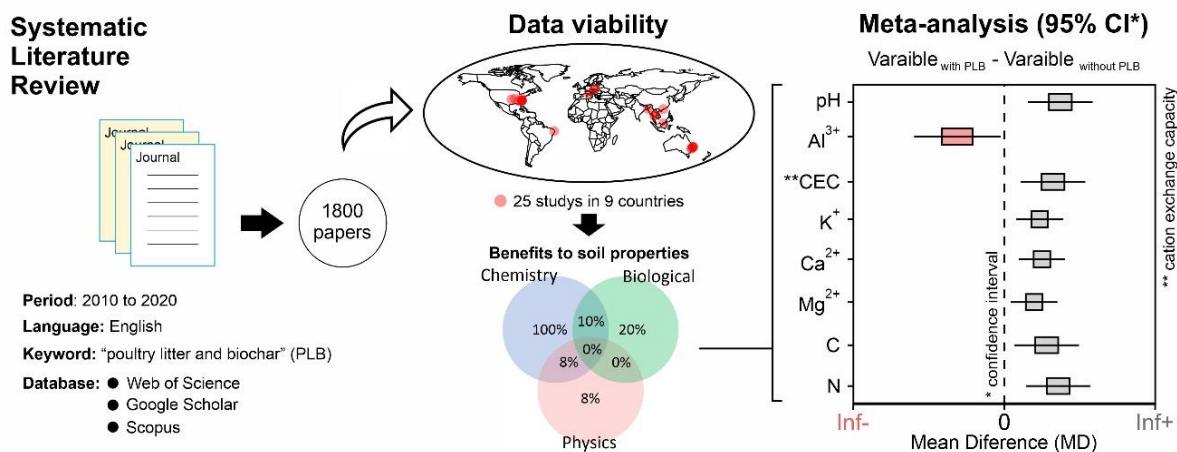 Systematic
Literature
Review
Journal
Journal
Journal
1800
papers
Period: 2010 to 2020
Language: English
Keyword: “poultry litter and biochar” (PLB)
Database: ● Web of Science
● Google Scholar
● Scopus
Data viability
25 studys in 9 countries
Benefits to soil properties
Chemistry
Biological
100%
10%
20%
0%
8%
0%
8%
Physics
Meta-analysis (95% CI*)
Varaible with PLB - Varaible without PLB
pH
Al3+
**CEC
K+
Ca2+
Mg2+
C
N
* confidence interval
** cation exchange capacity
Inf-
0
Inf+
Mean Diference (MD)